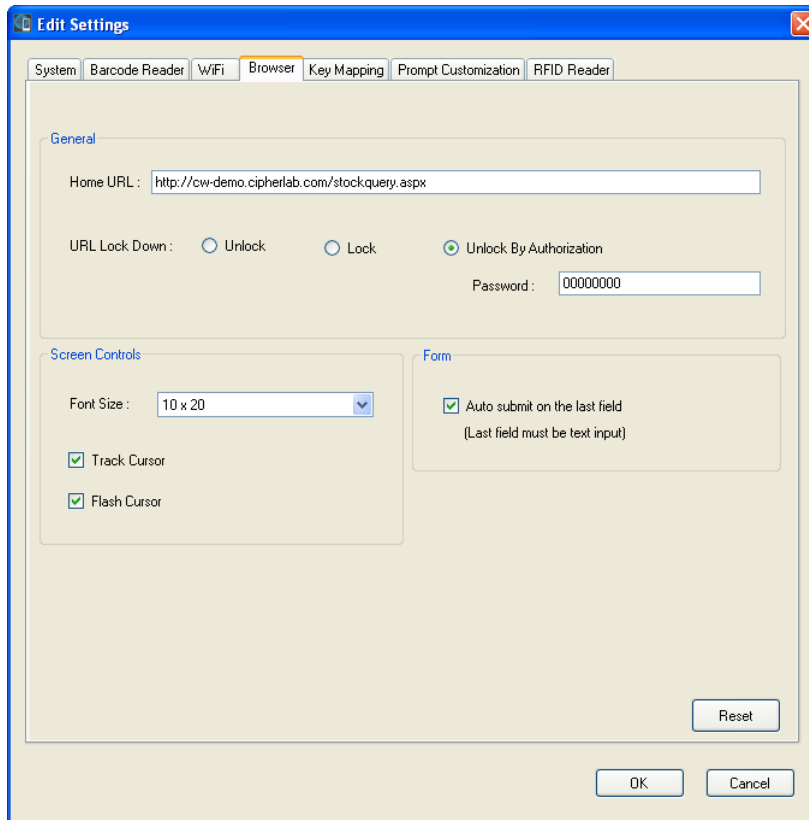 Edit Settings
System Barcode Reader WiFi Browser Key Mapping Prompt Customization RFID Reader
General
Home URL : http://cw-demo.cipherlab.com/stockquery.aspx
URL Lock Down : Unlock Lock Unlock By Authorization
Password : 00000000
Screen Controls
Form
Font Size : 10 x 20
Auto submit on the last field
(Last field must be text input)
Track Cursor
Flash Cursor
Reset
OK Cancel